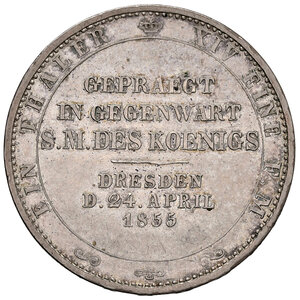 EIN THALER XIV EINE F.M.
GEPRAEGT
IN GEGENWART
S.M.DES KOENIGS
DRESDEN
D. 24. APRIL
1855